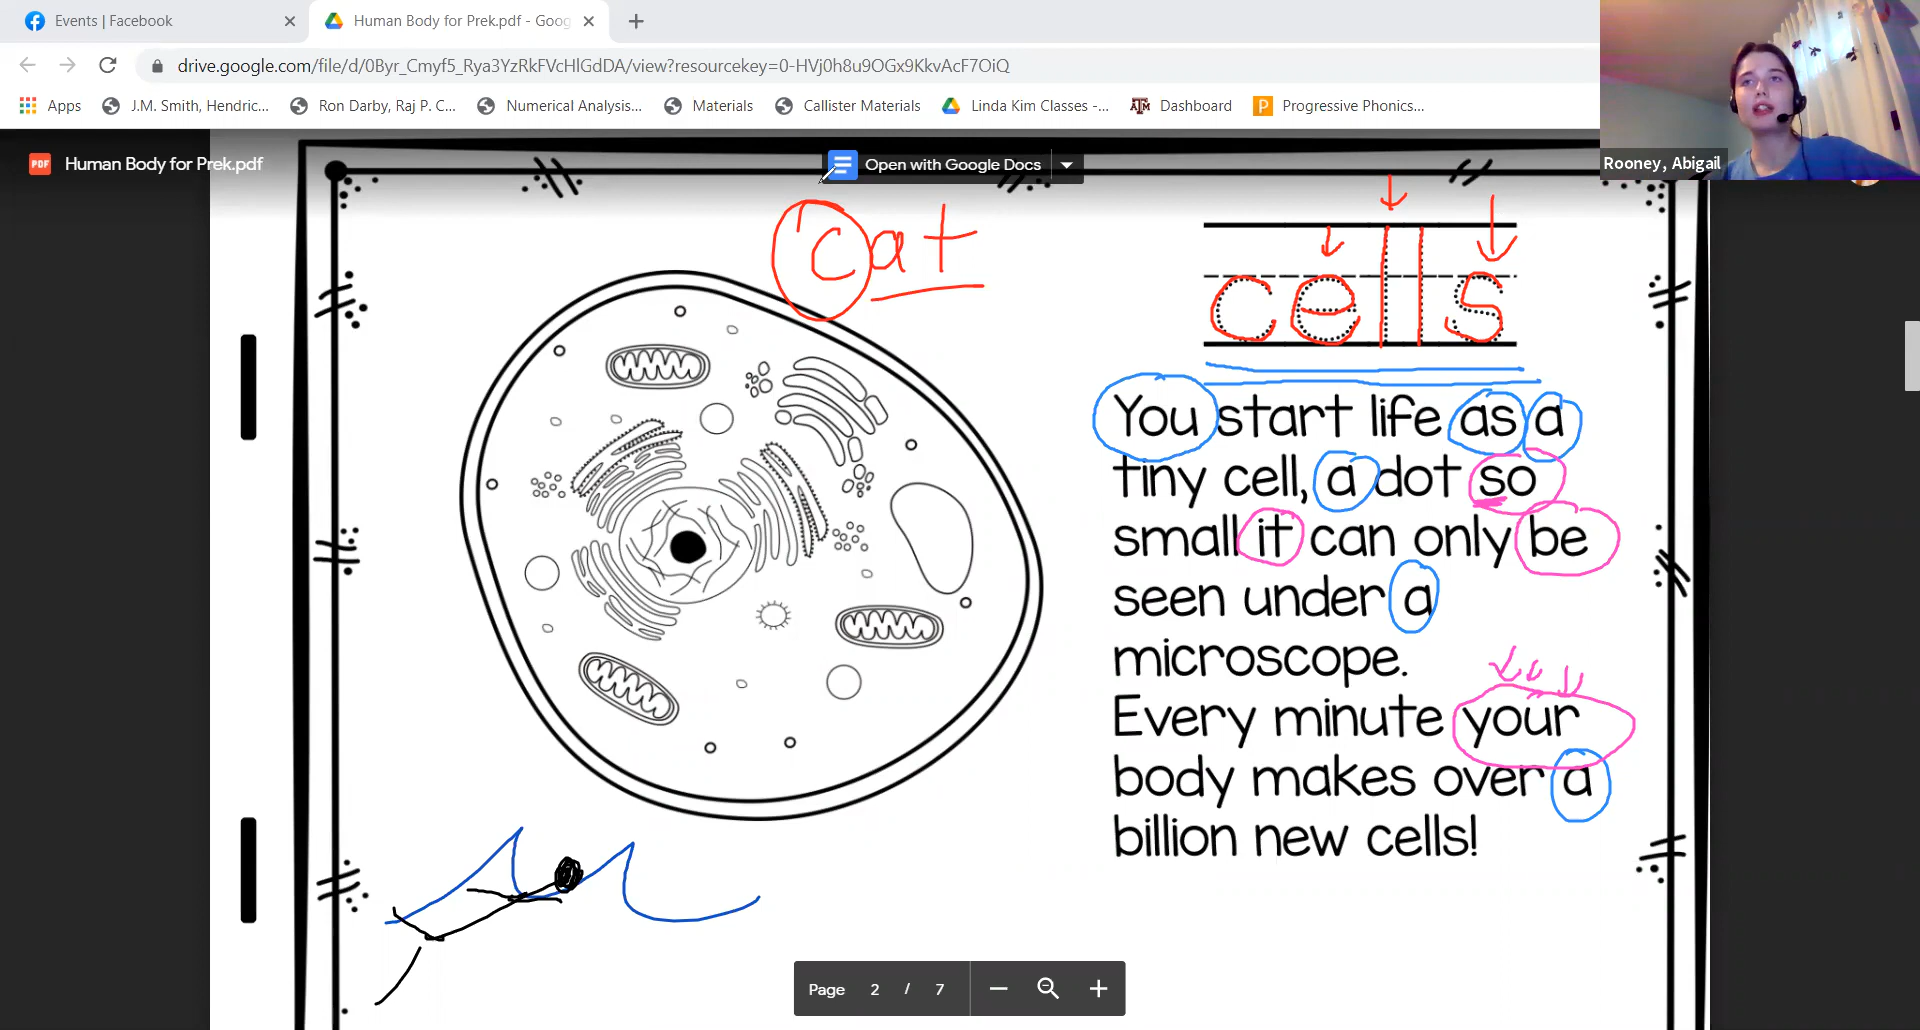 Events | Facebook
Human Body for Prek.pdf - Goog
drive.google.com/file/d/0Byr_Cmyf5_Rya3YzRkFVcHlGdDA/view?resourcekey=0-HVj0h8u9OGx9KkvAcF7OiQ
Apps J.M. Smith, Hendric... Ron Darby, Raj P. C... Numerical Analysis... Materials Callister Materials Linda Kim Classes -... Dashboard Progressive Phonics...
Rooney, Abigail
PDF Human Body for Prek.pdf
Open with Google Docs
cat
cells
You start life as a
tiny cell, a dot so
small it can only be
seen under a
microscope.
Every minute your
body makes over a
billion new cells!
Page 2 / 7